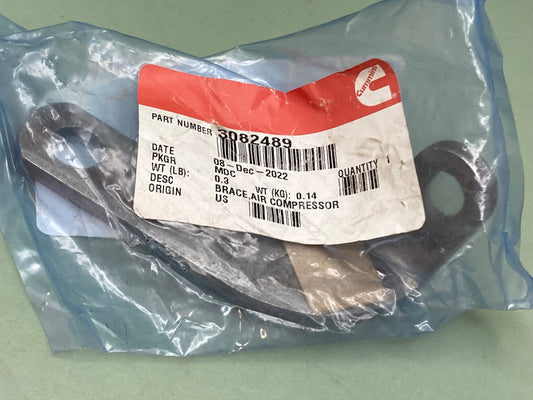 Cummins
PART NUMBER 3082489
DATE 08-Dec-2022
PKGR MDC QUANTITY 1
WT (LB): 0.3 WT (KG): 0.14
DESC BRACE,AIR COMPRESSOR
ORIGIN US